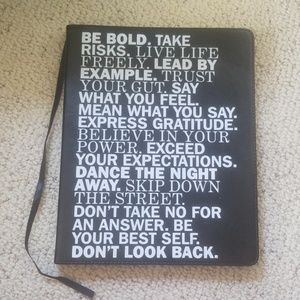 BE BOLD. TAKE
RISKS. LIVE LIFE
FREELY. LEAD BY
EXAMPLE. TRUST
YOUR GUT. SAY
WHAT YOU FEEL.
MEAN WHAT YOU SAY.
EXPRESS GRATITUDE.
BELIEVE IN YOUR
POWER. EXCEED
YOUR EXPECTATIONS.
DANCE THE NIGHT
AWAY. SKIP DOWN
THE STREET.
DON'T TAKE NO FOR
AN ANSWER. BE
YOUR BEST SELF.
DON'T LOOK BACK.